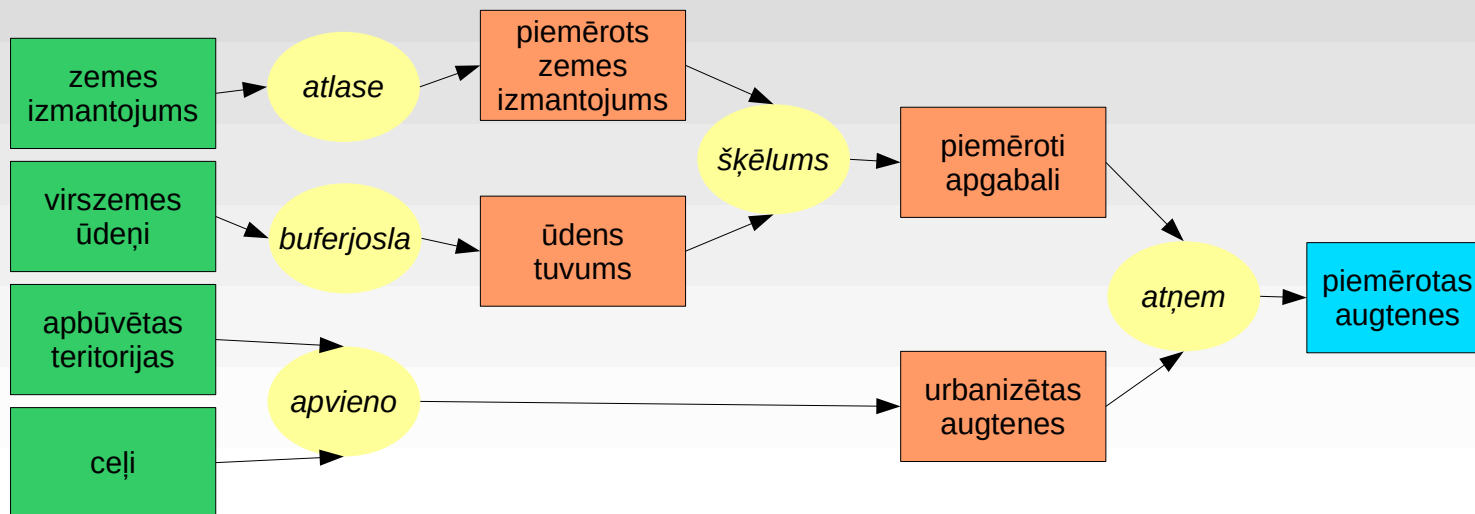 zemes
izmantojums
atlase
piemērots
zemes
izmantojums
šķēlums
piemēroti
apgabali
virszemes
ūdeņi
buferjosla
ūdens
tuvums
atņem
piemērotas
augtenes
apbūvētas
teritorijas
apvieno
urbanizētas
augtenes
ceļi